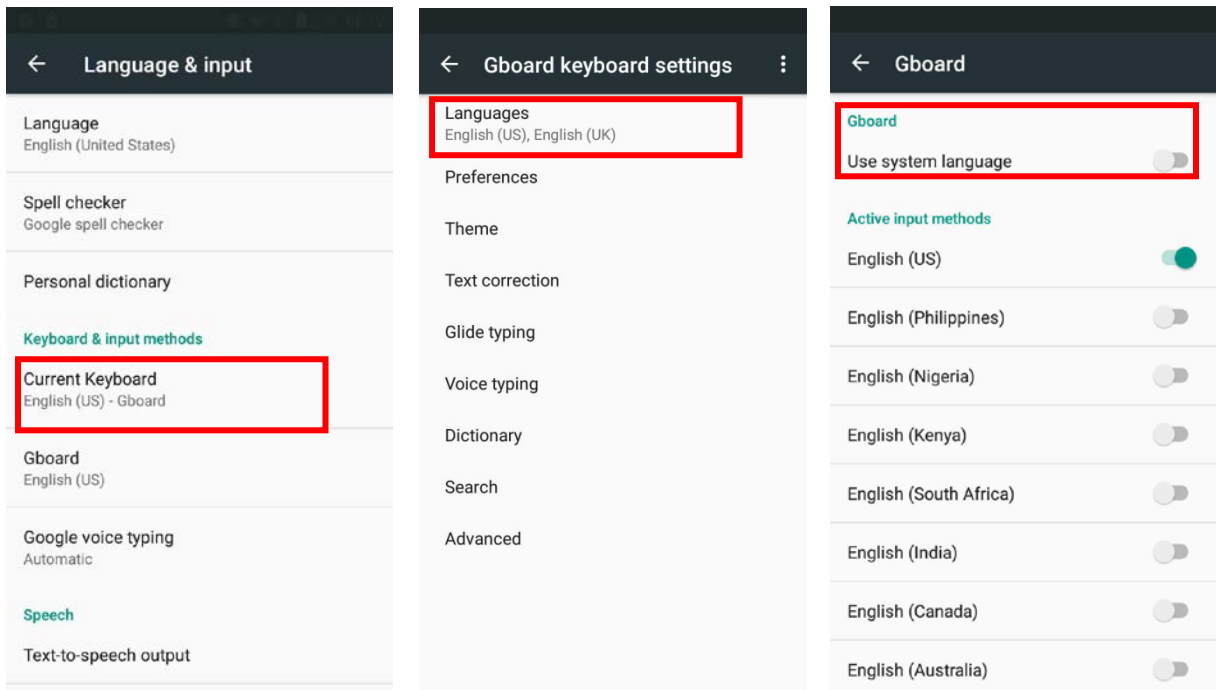 Language & input
Language
English (United States)
Spell checker
Google spell checker
Personal dictionary
Keyboard & input methods
Current Keyboard
English (US) - Gboard
Gboard
English (US)
Google voice typing
Automatic
Speech
Text-to-speech output
Gboard keyboard settings
Languages
English (US), English (UK)
Preferences
Theme
Text correction
Glide typing
Voice typing
Dictionary
Search
Advanced
Gboard
Gboard
Use system language
Active input methods
English (US)
English (Philippines)
English (Nigeria)
English (Kenya)
English (South Africa)
English (India)
English (Canada)
English (Australia)